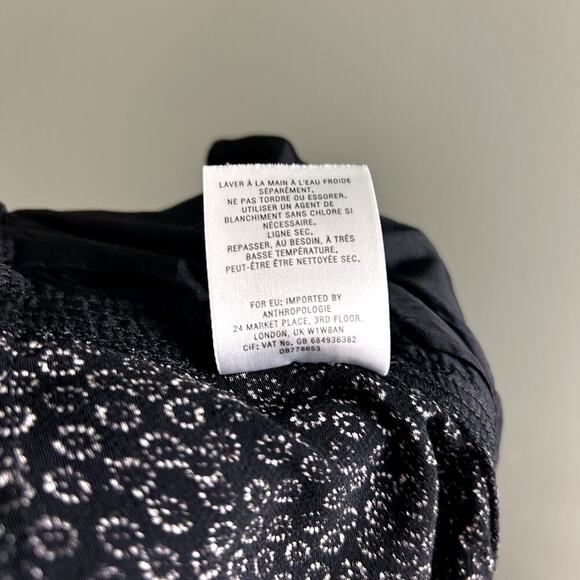 LAVER À LA MAIN À L'EAU FROIDE
SÉPARÉMENT.
NE PAS TORDRE OU ESSORER.
UTILISER UN AGENT DE
BLANCHIMENT SANS CHLORE SI
NÉCESSAIRE.
LIGNE SEC.
REPASSER, AU BESOIN, À TRÈS
BASSE TEMPÉRATURE.
PEUT-ÊTRE ÊTRE NETTOYÉE SEC.
FOR EU: IMPORTED BY
ANTHROPOLOGIE
24 MARKET PLACE, 3RD FLOOR,
LONDON, UK W1W8AN
CIF: VAT No. GB 684936382
OB778653